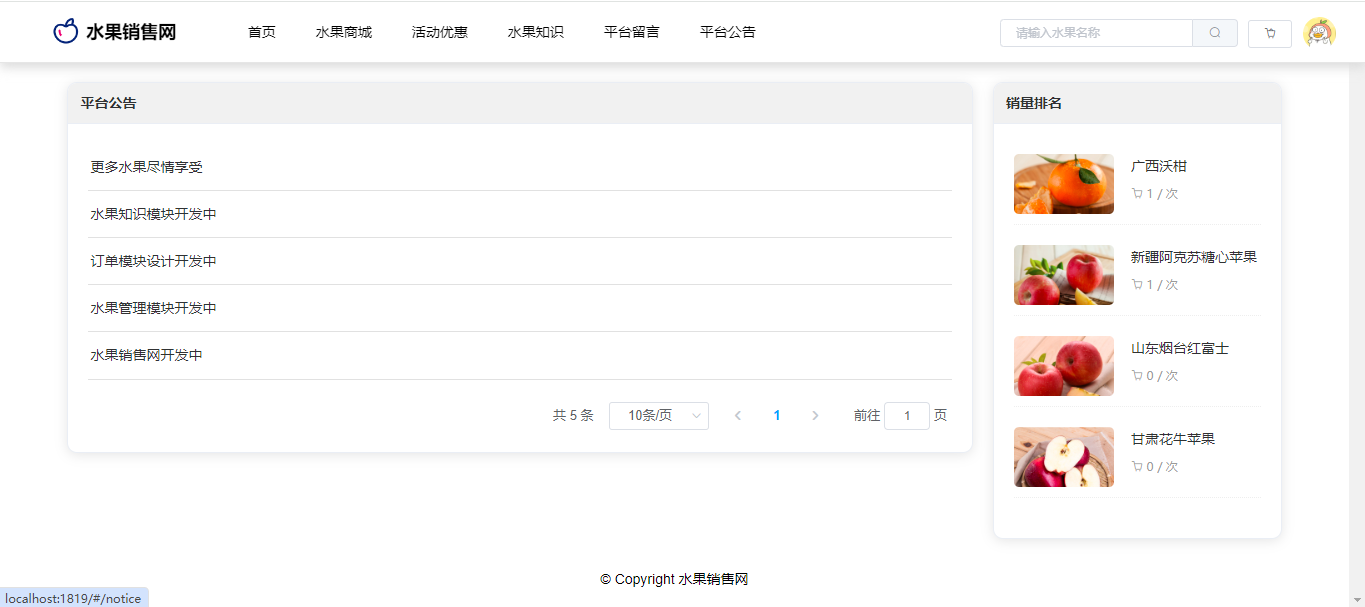 水果销售网
首页 水果商城 活动优惠 水果知识 平台留言 平台公告
请输入水果名称
平台公告
更多水果尽情享受
水果知识模块开发中
订单模块设计开发中
水果管理模块开发中
水果销售网开发中
共 5 条 10条/页 1 前往 1 页
销量排名
广西沃柑
1 / 次
新疆阿克苏糖心苹果
1 / 次
山东烟台红富士
0 / 次
甘肃花牛苹果
0 / 次
© Copyright 水果销售网
localhost:1819/#/notice